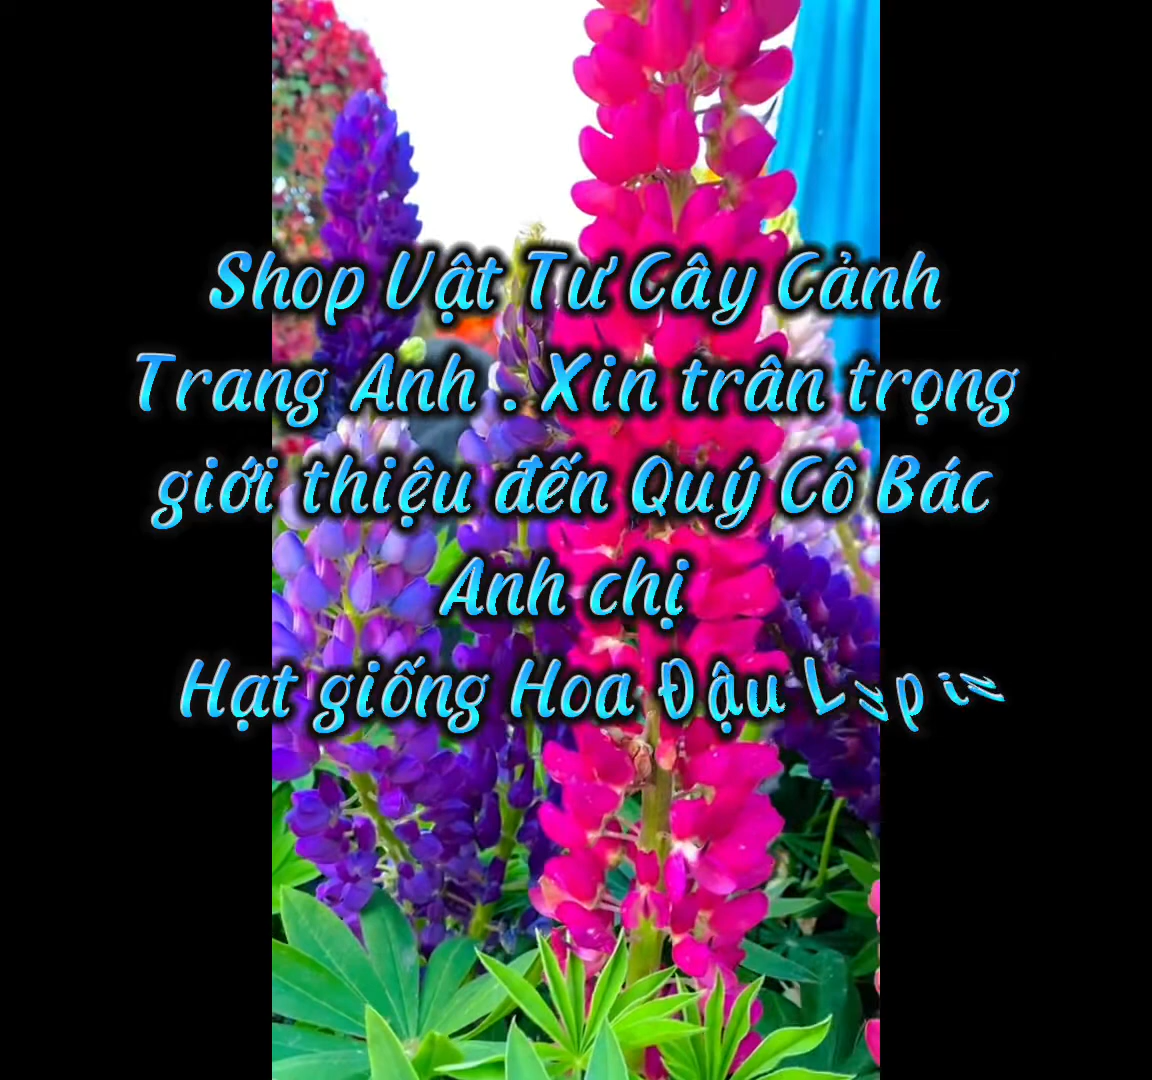 Shop Vật Tư Cây Cảnh
Trang Anh . Xin trân trọng
giới thiệu đến Quý Cô Bác
Anh chị
Hạt giống Hoa Đậu Lupin